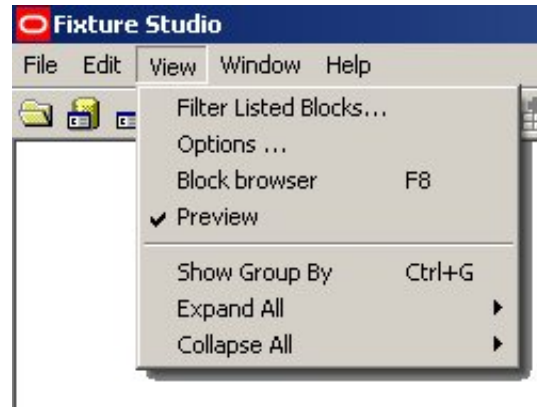 Fixture Studio
File Edit View Window Help
Filter Listed Blocks...
Options ...
Block browser F8
Preview
Show Group By Ctrl+G
Expand All
Collapse All